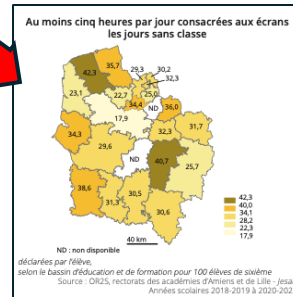 Au moins cinq heures par jour consacrées aux écrans
les jours sans classe
42,3
35,7
29,3
30,2
32,3
23,1
22,7
25,0
34,4
ND
36,0
17,9
34,3
32,3
31,7
29,6
ND
40,7
25,7
38,6
31,3
30,5
30,6
42,3
40,0
34,1
28,2
22,3
17,9
ND : non disponible
40 km
déclarées par l'élève,
selon le bassin d'éducation et de formation pour 100 élèves de sixième
Source : OR2S, rectorats des académies d'Amiens et de Lille - Jesa
Années scolaires 2018-2019 à 2020-202